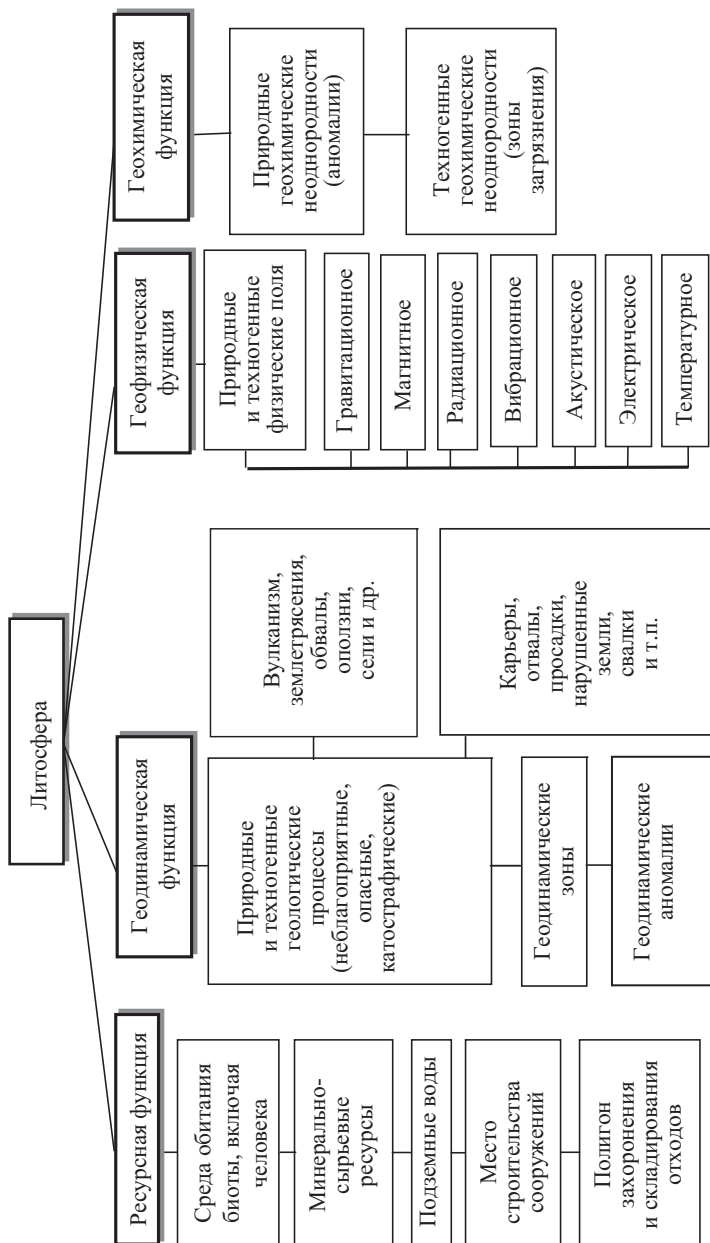 Литосфера
Ресурсная функция
Среда обитания
биоты, включая
человека
Минерально-
сырьевые
ресурсы
Подземные воды
Место
строительства
сооружений
Полигон
захоронения
и складирования
отходов
Геодинамическая
функция
Природные
и техногенные
геологические
процессы
(неблагоприятные,
опасные,
катострафические)
Вулканизм,
землетрясения,
обвалы,
оползни,
сели и др.
Карьеры,
отвалы,
просадки,
нарушенные
земли,
свалки
и т.п.
Геодинамические
зоны
Геодинамические
аномалии
Геофизическая
функция
Природные
и техногенные
физические поля
Гравитационное
Магнитное
Радиационное
Вибрационное
Акустическое
Электрическое
Температурное
Геохимическая
функция
Природные
геохимические
неоднородности
(аномалии)
Техногенные
геохимические
неоднородности
(зоны
загрязнения)